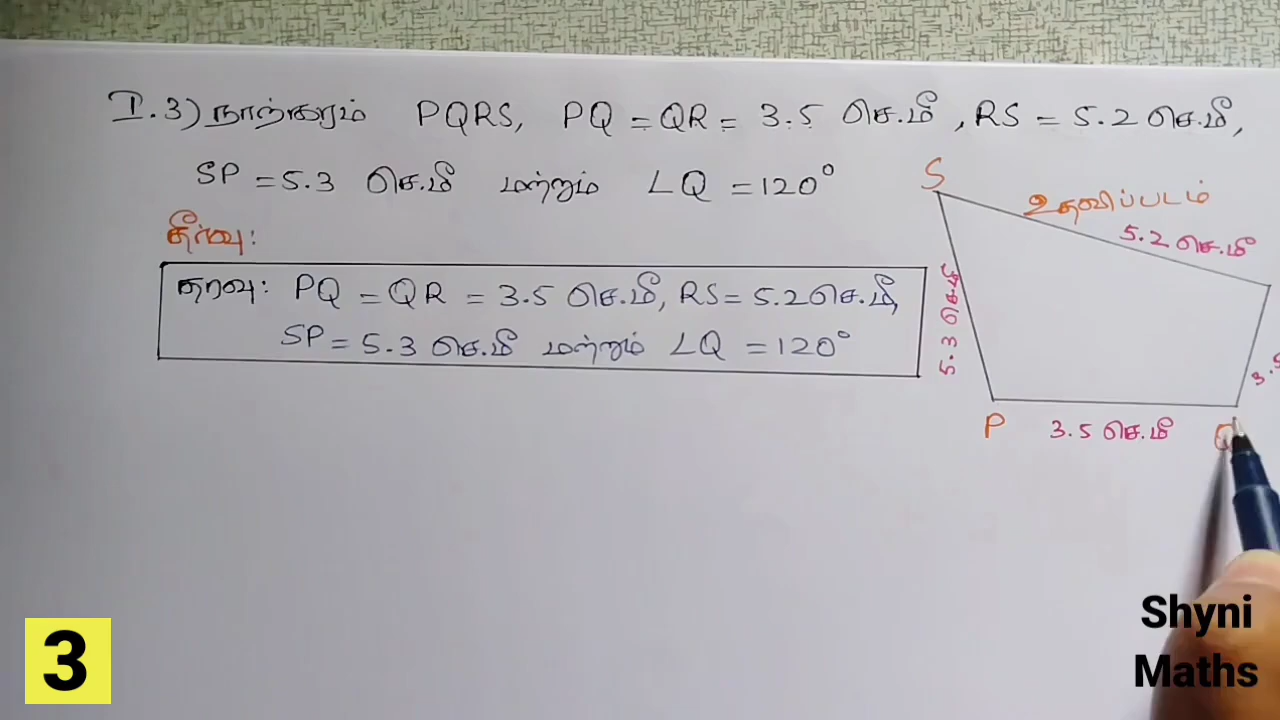 I.3) நாற்கரம் PQRS, PQ = QR = 3.5 செ.மீ, RS = 5.2 செ.மீ,
SP = 5.3 செ.மீ மற்றும் ∠Q = 120°
S
உதவிப்படம்
5.2 செ.மீ
தீர்வு:
தரவு: PQ = QR = 3.5 செ.மீ, RS = 5.2 செ.மீ,
SP = 5.3 செ.மீ மற்றும் ∠Q = 120°
5.3 செ.மீ
P 3.5 செ.மீ Q
Shyni
Maths
3